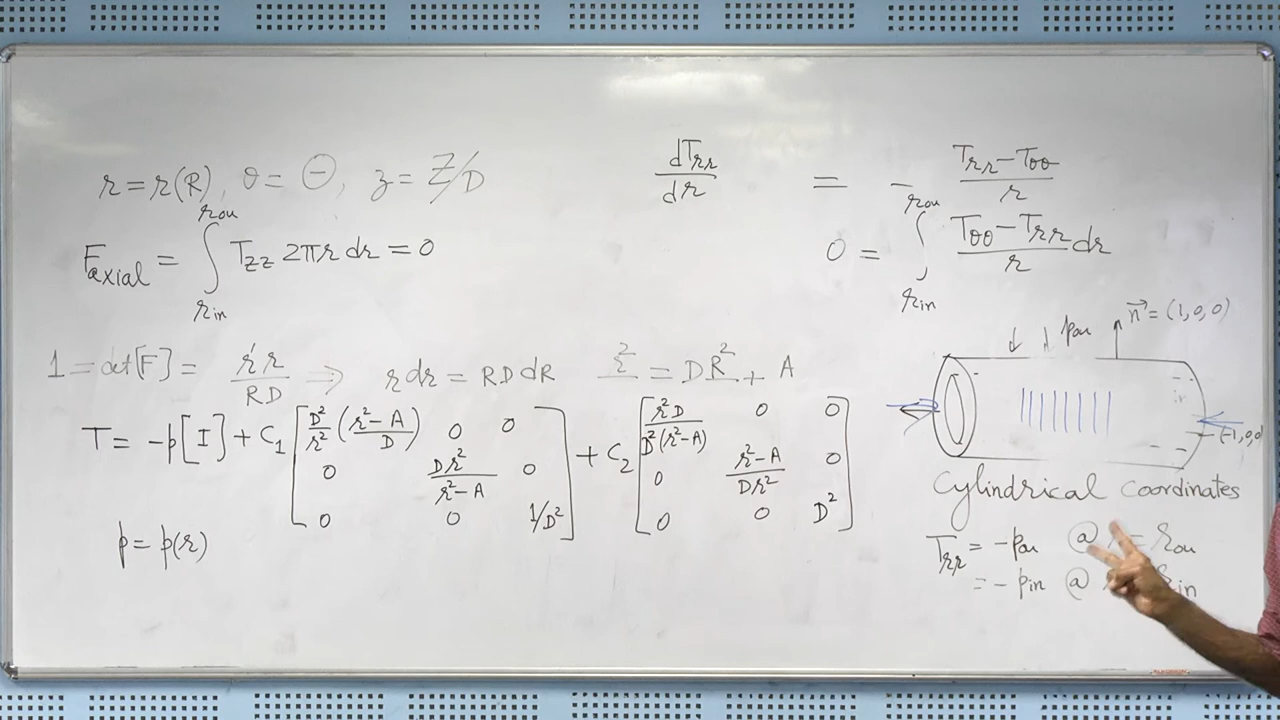 r = r(R), θ = Θ, z = Z/D
F_axial = ∫_{r_in}^{r_ou} T_zz 2πr dr = 0
dT_rr/dr = - (T_rr - T_θθ)/r
0 = ∫_{r_in}^{r_ou} (T_θθ - T_rr)/r dr
1 = det[F] = r'r/RD ⇒ r dr = RD dR r² = DR² + A
T = -p[I] + C₁ [ D²/r² (r²-A / D) 0 0
0 Dr²/(r²-A) 0
0 0 1/D² ]
+ C₂ [ r²D/D²(r²-A) 0 0
0 (r²-A)/Dr² 0
0 0 D² ]
p = p(r)
p_ou
n⃗ = (1,0,0)
(-1,0,0)
Cylindrical coordinates
T_rr = -p_ou @ = r_ou
= -p_in @ r_in